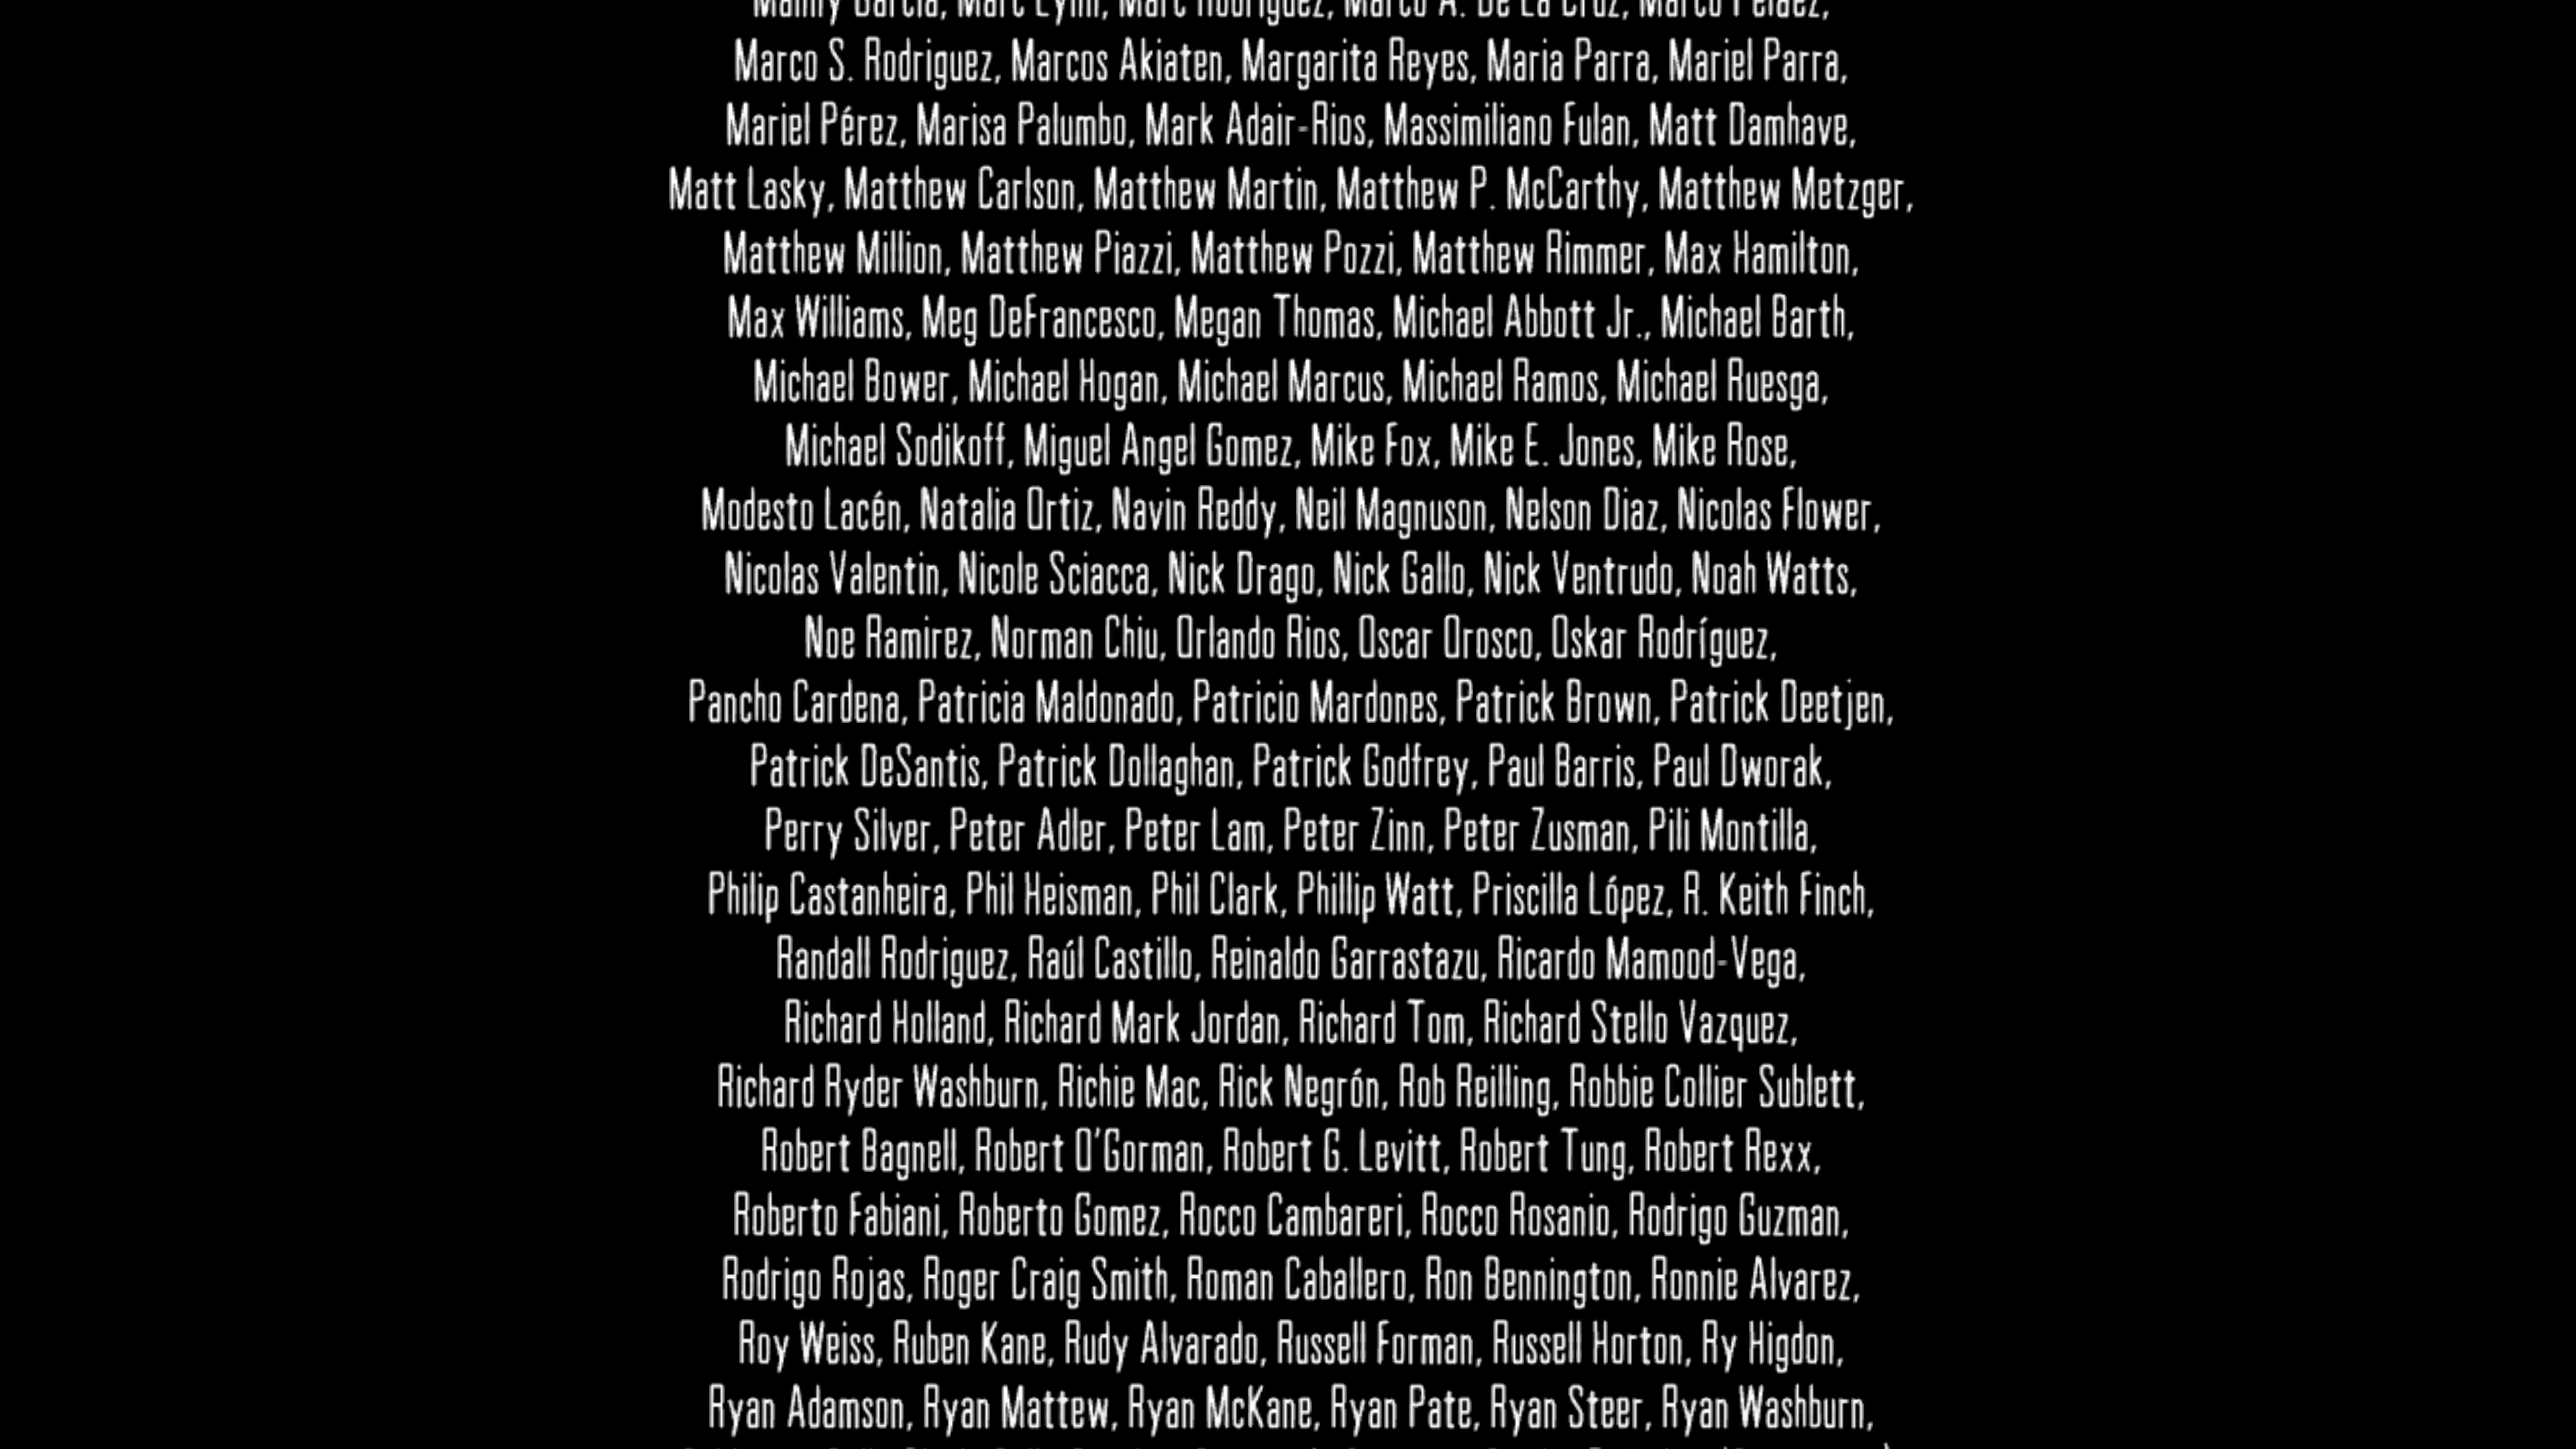 Manny Garcia, Marc Lynn, Marc Rodriguez, Marco A. De La Cruz, Marco Peláez,
Marco S. Rodriguez, Marcos Akiaten, Margarita Reyes, Maria Parra, Mariel Parra,
Mariel Pérez, Marisa Palumbo, Mark Adair-Rios, Massimiliano Fulan, Matt Damhave,
Matt Lasky, Matthew Carlson, Matthew Martin, Matthew P. McCarthy, Matthew Metzger,
Matthew Million, Matthew Piazzi, Matthew Pozzi, Matthew Rimmer, Max Hamilton,
Max Williams, Meg DeFrancesco, Megan Thomas, Michael Abbott Jr., Michael Barth,
Michael Bower, Michael Hogan, Michael Marcus, Michael Ramos, Michael Ruesga,
Michael Sodikoff, Miguel Angel Gomez, Mike Fox, Mike E. Jones, Mike Rose,
Modesto Lacén, Natalia Ortiz, Navin Reddy, Neil Magnuson, Nelson Diaz, Nicolas Flower,
Nicolas Valentin, Nicole Sciacca, Nick Drago, Nick Gallo, Nick Ventrudo, Noah Watts,
Noe Ramirez, Norman Chiu, Orlando Rios, Oscar Orosco, Oskar Rodríguez,
Pancho Cardena, Patricia Maldonado, Patricio Mardones, Patrick Brown, Patrick Deetjen,
Patrick DeSantis, Patrick Dollaghan, Patrick Godfrey, Paul Barris, Paul Dworak,
Perry Silver, Peter Adler, Peter Lam, Peter Zinn, Peter Zusman, Pili Montilla,
Philip Castanheira, Phil Heisman, Phil Clark, Phillip Watt, Priscilla López, R. Keith Finch,
Randall Rodriguez, Raúl Castillo, Reinaldo Garrastazu, Ricardo Mamood-Vega,
Richard Holland, Richard Mark Jordan, Richard Tom, Richard Stello Vazquez,
Richard Ryder Washburn, Richie Mac, Rick Negrón, Rob Reilling, Robbie Collier Sublett,
Robert Bagnell, Robert O'Gorman, Robert G. Levitt, Robert Tung, Robert Rexx,
Roberto Fabiani, Roberto Gomez, Rocco Cambareri, Rocco Rosanio, Rodrigo Guzman,
Rodrigo Rojas, Roger Craig Smith, Roman Caballero, Ron Bennington, Ronnie Alvarez,
Roy Weiss, Ruben Kane, Rudy Alvarado, Russell Forman, Russell Horton, Ry Higdon,
Ryan Adamson, Ryan Mattew, Ryan McKane, Ryan Pate, Ryan Steer, Ryan Washburn,